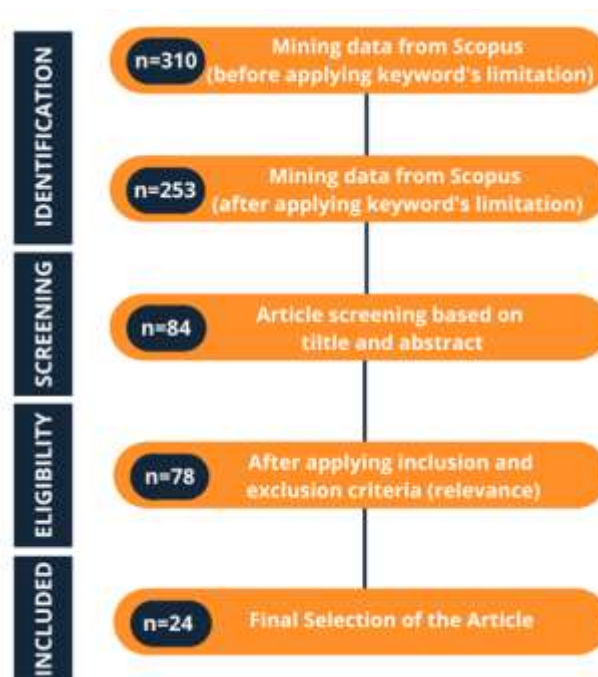 IDENTIFICATION
n=310
Mining data from Scopus
(before applying keyword's limitation)
n=253
Mining data from Scopus
(after applying keyword's limitation)
SCREENING
n=84
Article screening based on
tiltle and abstract
ELIGIBILITY
n=78
After applying inclusion and
exclusion criteria (relevance)
INCLUDED
n=24
Final Selection of the Article